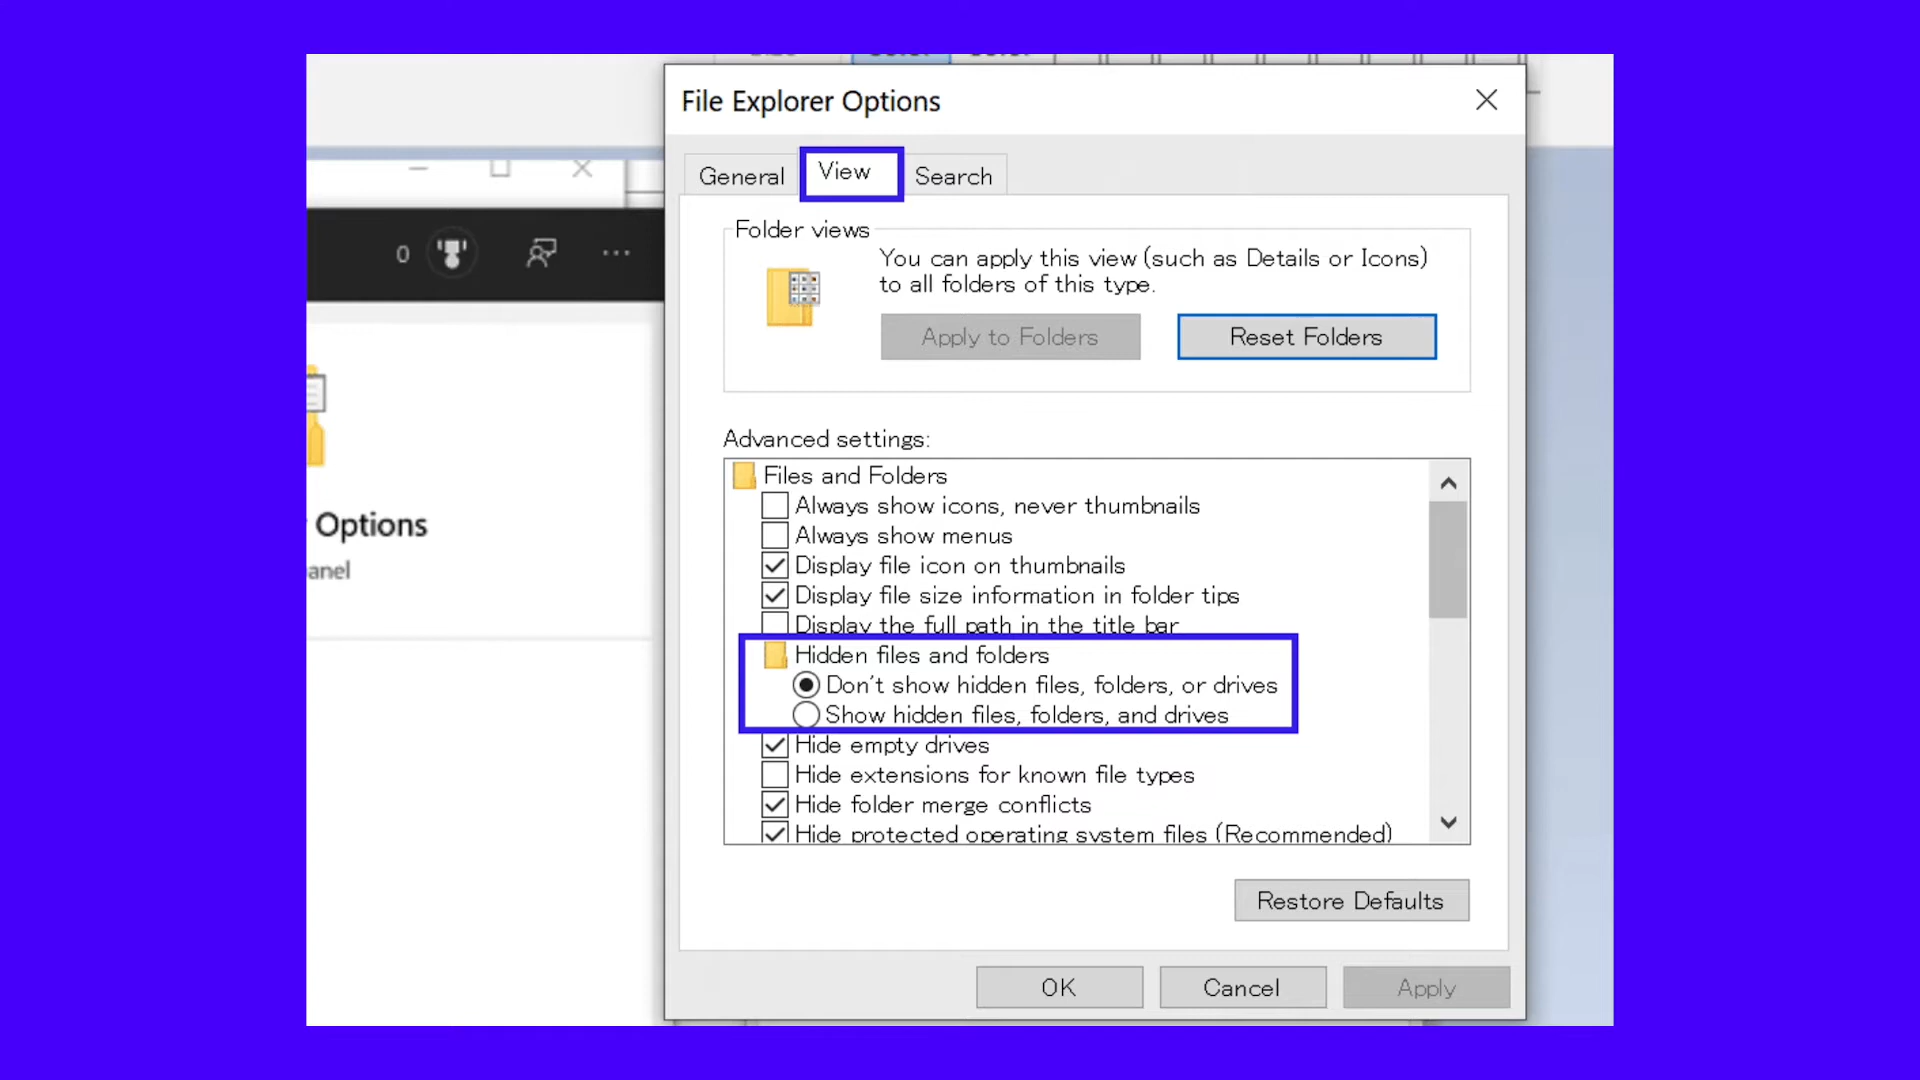 File Explorer Options
General
View
Search
0
Folder views
You can apply this view (such as Details or Icons)
to all folders of this type.
Apply to Folders
Reset Folders
Options
anel
Advanced settings:
Files and Folders
Always show icons, never thumbnails
Always show menus
Display file icon on thumbnails
Display file size information in folder tips
Display the full path in the title bar
Hidden files and folders
Don't show hidden files, folders, or drives
Show hidden files, folders, and drives
Hide empty drives
Hide extensions for known file types
Hide folder merge conflicts
Hide protected operating system files (Recommended)
Restore Defaults
OK
Cancel
Apply